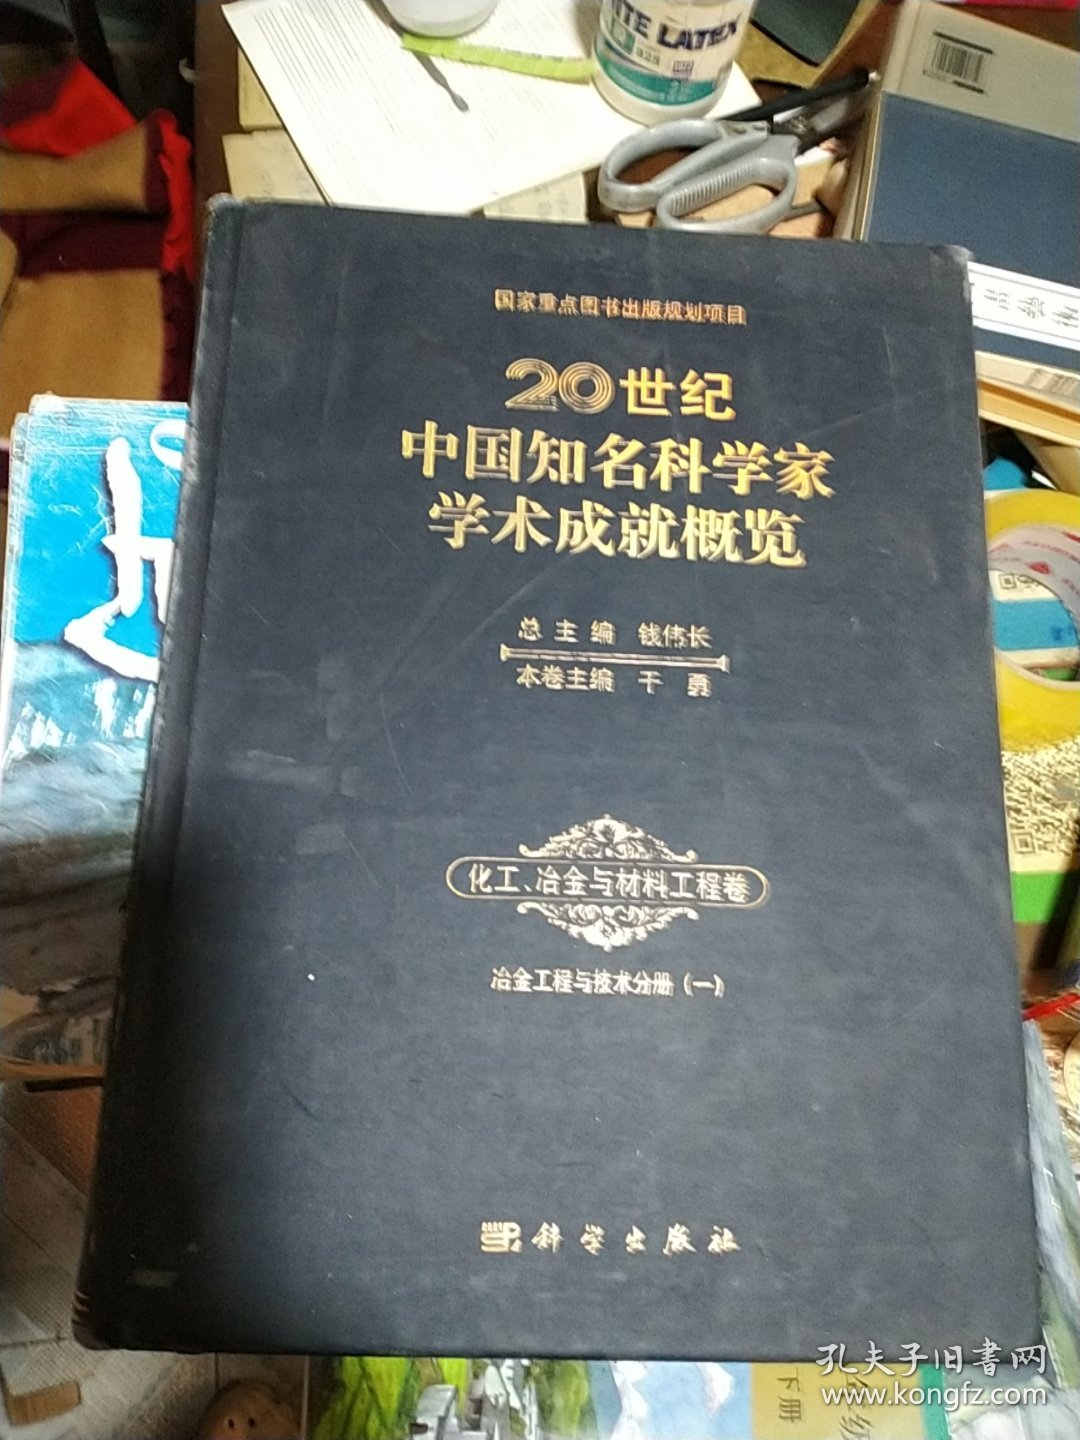 TE LATEX
国家重点图书出版规划项目
20世纪
中国知名科学家
学术成就概览
总主编 钱伟长
本卷主编 干勇
化工、冶金与材料工程卷
冶金工程与技术分册(一)
科学出版社
下册
孔夫子旧书网
www.kongfz.com